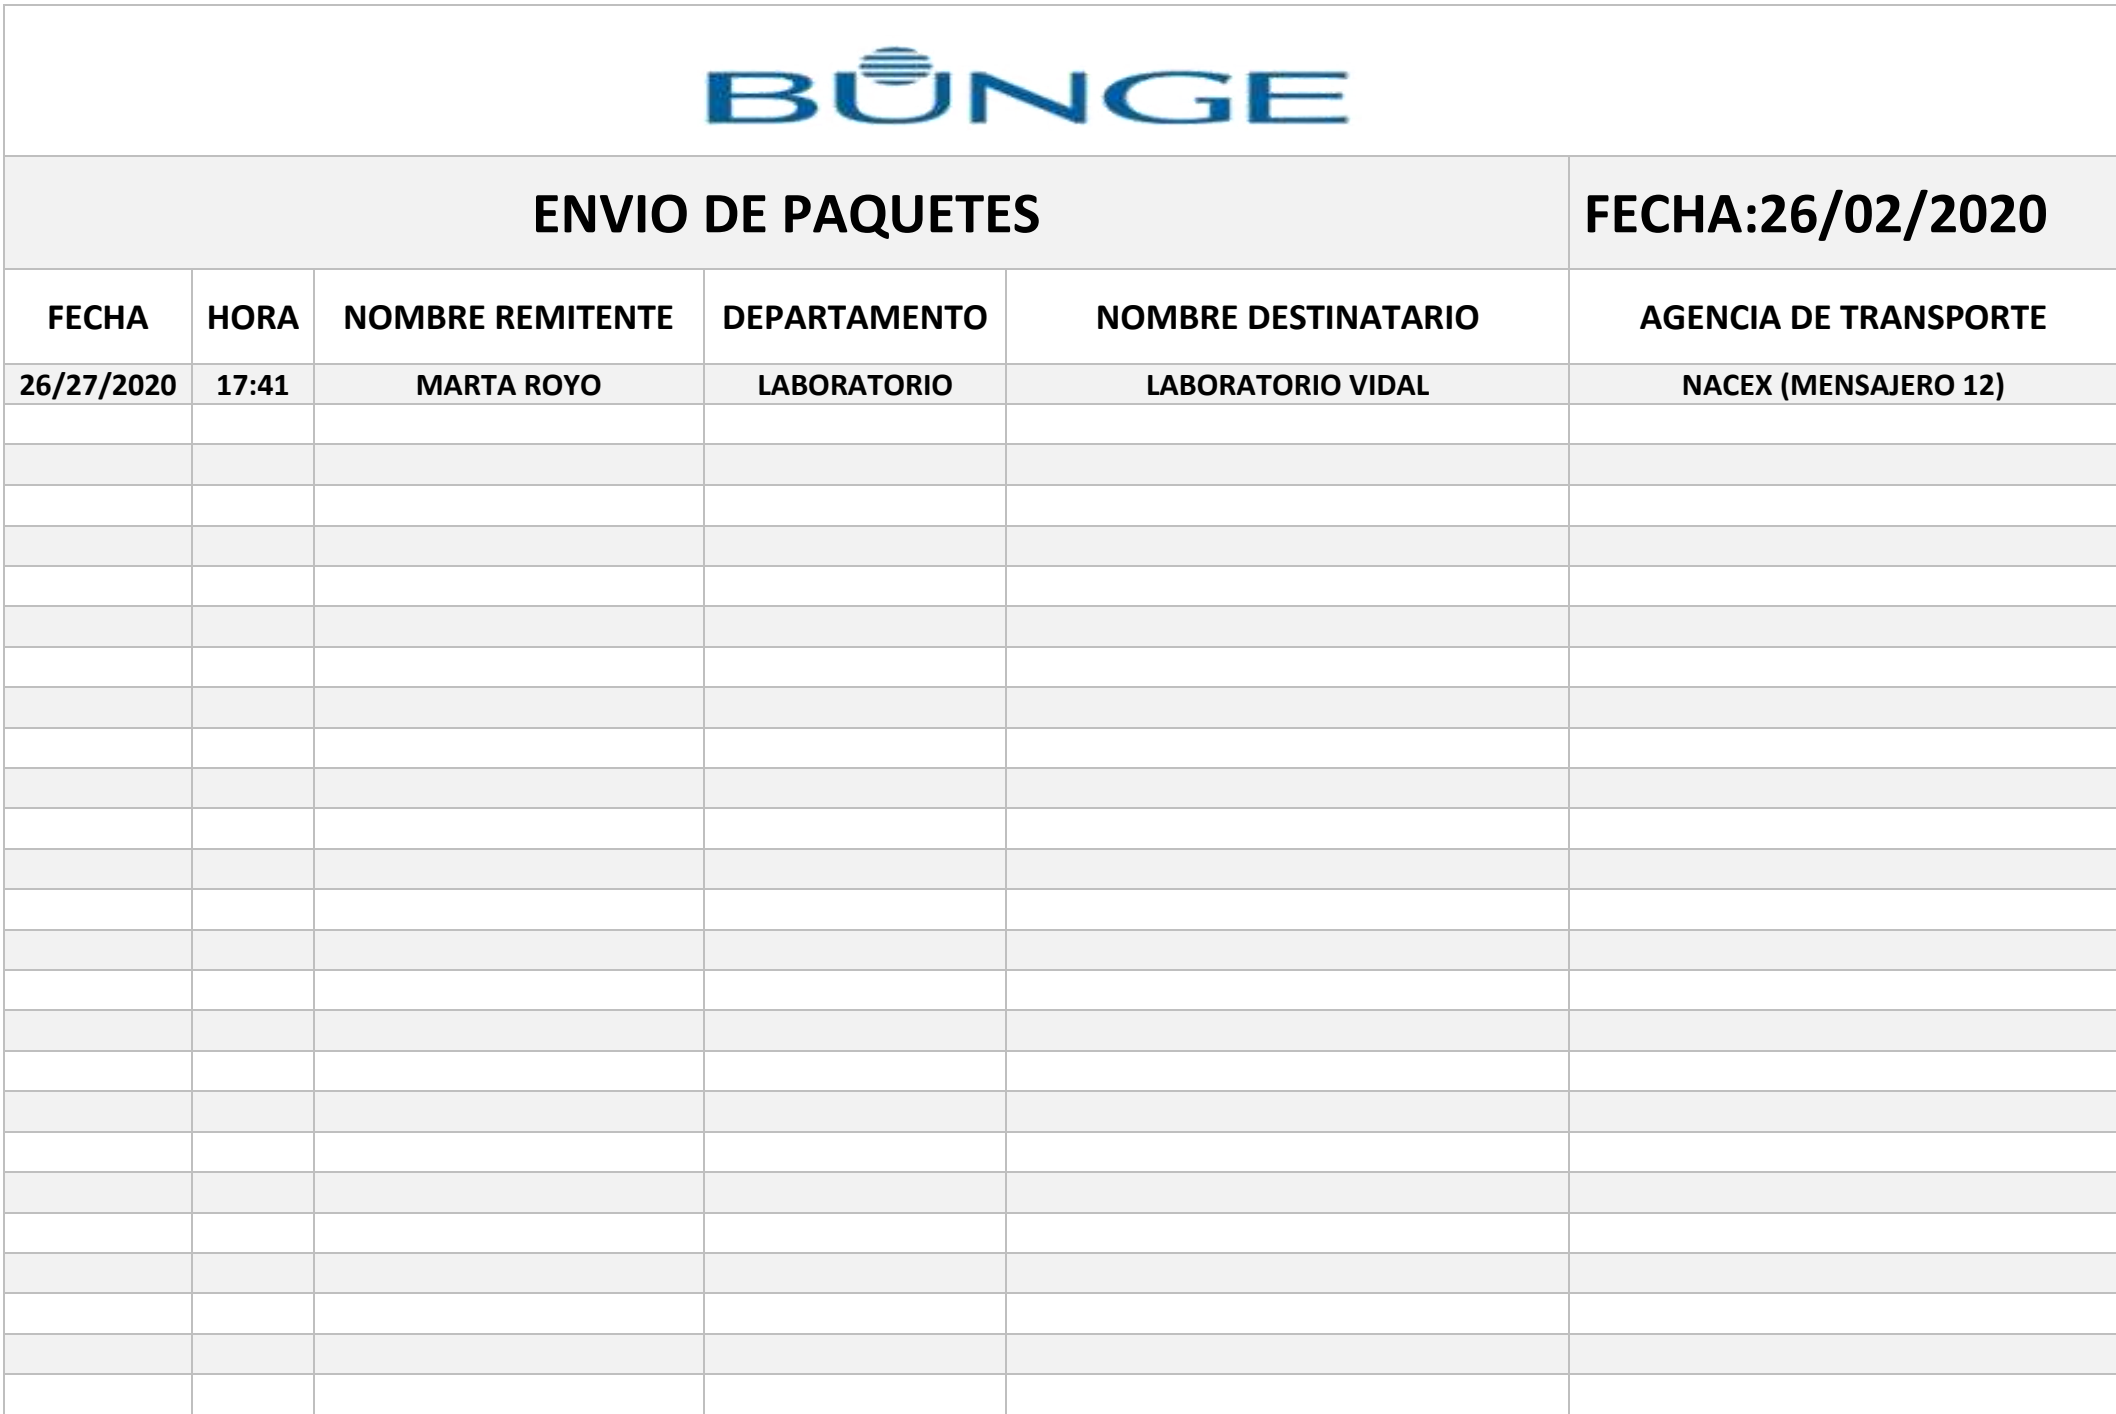 BUNGE
ENVIO DE PAQUETES FECHA:26/02/2020
FECHA HORA NOMBRE REMITENTE DEPARTAMENTO NOMBRE DESTINATARIO AGENCIA DE TRANSPORTE
26/27/2020 17:41 MARTA ROYO LABORATORIO LABORATORIO VIDAL NACEX (MENSAJERO 12)